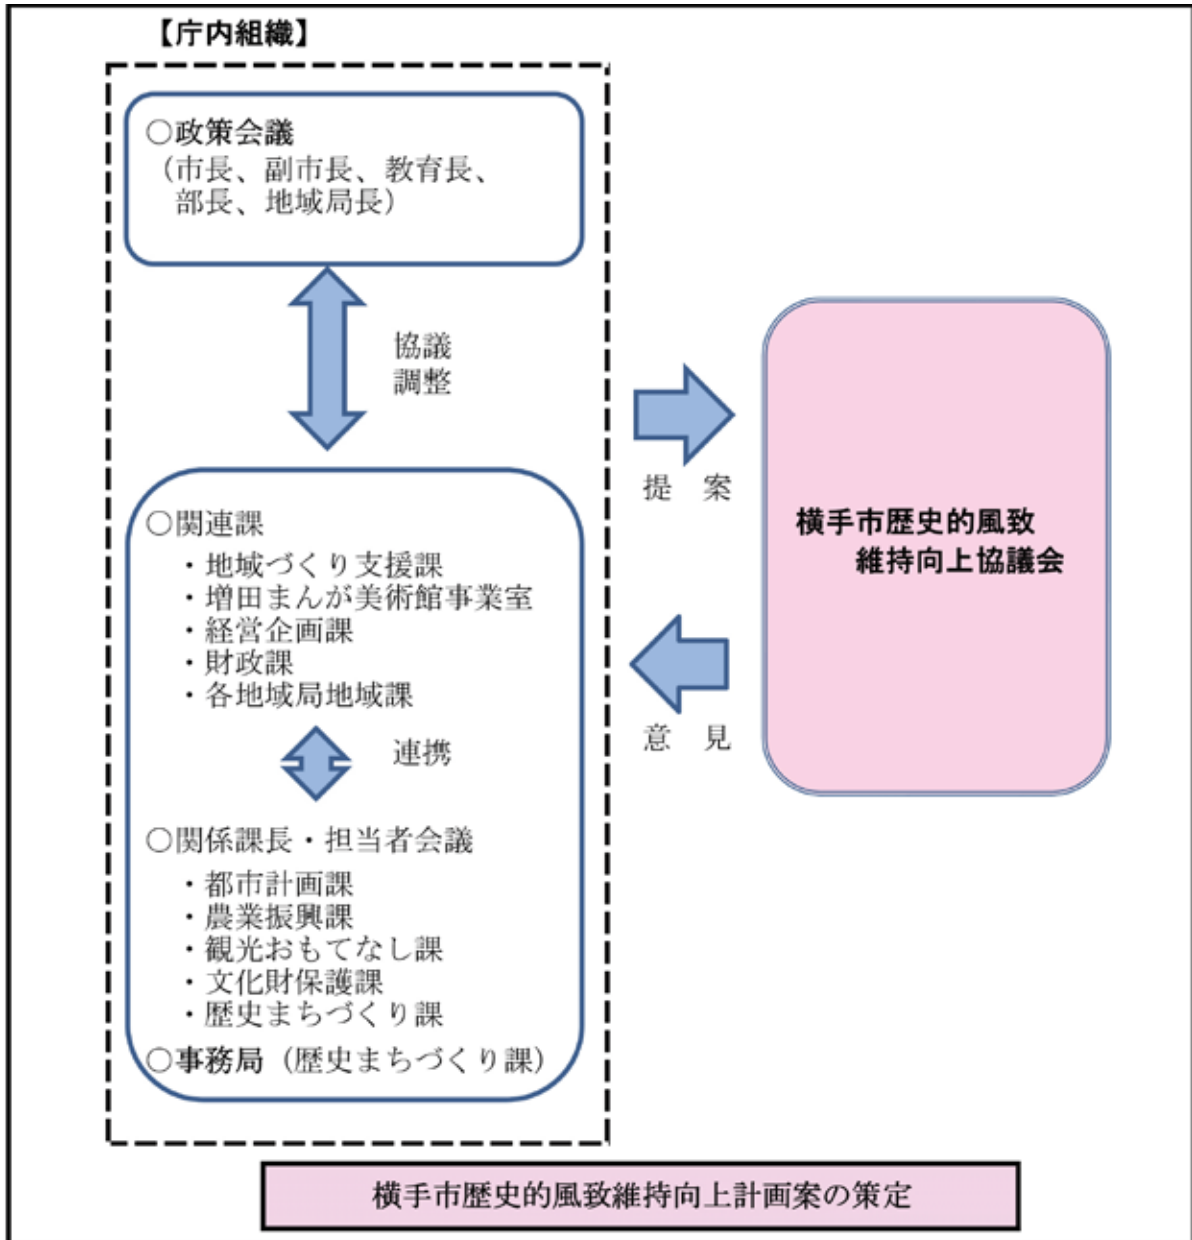 【庁内組織】
○政策会議
（市長、副市長、教育長、
部長、地域局長）
協議
調整
○関連課
・地域づくり支援課
・増田まんが美術館事業室
・経営企画課
・財政課
・各地域局地域課
連携
○関係課長・担当者会議
・都市計画課
・農業振興課
・観光おもてなし課
・文化財保護課
・歴史まちづくり課
○事務局（歴史まちづくり課）
提　案
意　見
横手市歴史的風致
維持向上協議会
横手市歴史的風致維持向上計画案の策定